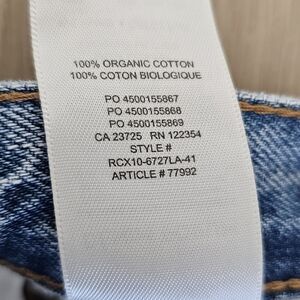 100% ORGANIC COTTON
100% COTON BIOLOGIQUE
PO 4500155867
PO 4500155868
PO 4500155869
CA 23725 RN 122354
STYLE #
RCX10-6727LA-41
ARTICLE # 77992